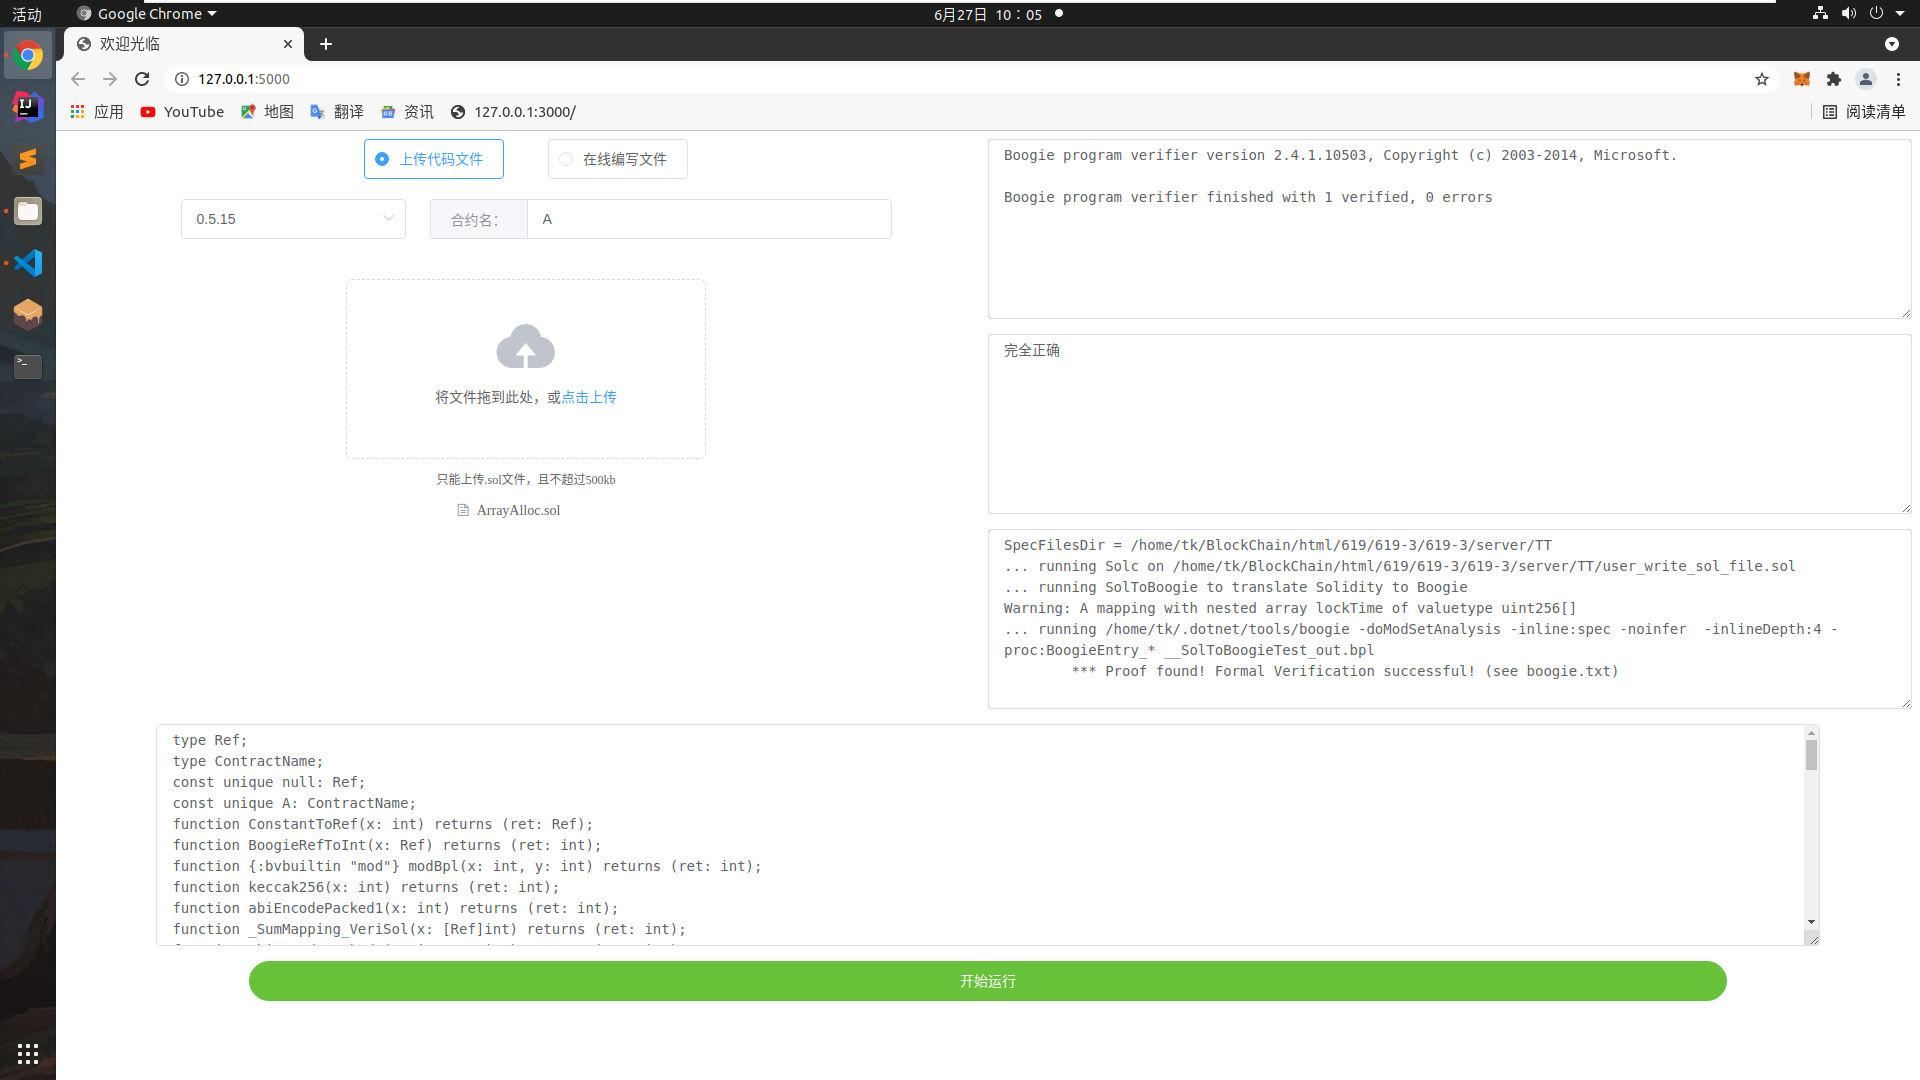 活动
Google Chrome
6月27日 10：05
欢迎光临
127.0.0.1:5000
应用
YouTube
地图
翻译
资讯
127.0.0.1:3000/
阅读清单
上传代码文件
在线编写文件
0.5.15
合约名：
A
将文件拖到此处，或点击上传
只能上传.sol文件，且不超过500kb
ArrayAlloc.sol
Boogie program verifier version 2.4.1.10503, Copyright (c) 2003-2014, Microsoft.
Boogie program verifier finished with 1 verified, 0 errors
完全正确
SpecFilesDir = /home/tk/BlockChain/html/619/619-3/619-3/server/TT
... running Solc on /home/tk/BlockChain/html/619/619-3/619-3/server/TT/user_write_sol_file.sol
... running SolToBoogie to translate Solidity to Boogie
Warning: A mapping with nested array lockTime of valuetype uint256[]
... running /home/tk/.dotnet/tools/boogie -doModSetAnalysis -inline:spec -noinfer  -inlineDepth:4 -
proc:BoogieEntry_* __SolToBoogieTest_out.bpl
*** Proof found! Formal Verification successful! (see boogie.txt)
type Ref;
type ContractName;
const unique null: Ref;
const unique A: ContractName;
function ConstantToRef(x: int) returns (ret: Ref);
function BoogieRefToInt(x: Ref) returns (ret: int);
function {:bvbuiltin "mod"} modBpl(x: int, y: int) returns (ret: int);
function keccak256(x: int) returns (ret: int);
function abiEncodePacked1(x: int) returns (ret: int);
function _SumMapping_VeriSol(x: [Ref]int) returns (ret: int);
开始运行